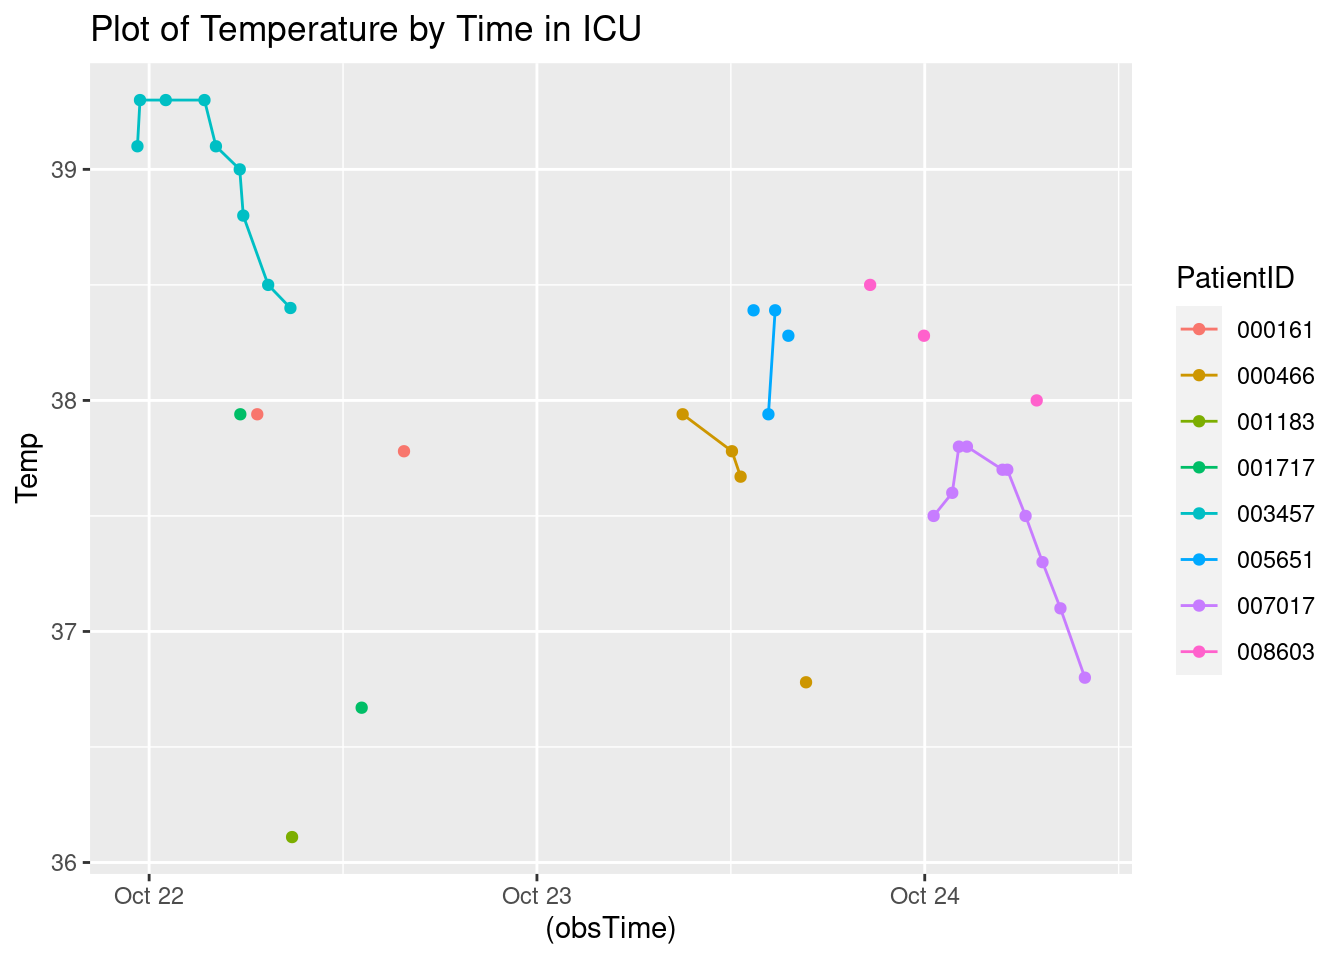 Plot of Temperature by Time in ICU
39
38
37
36
Temp
Oct 22
Oct 23
Oct 24
(obsTime)
PatientID
000161
000466
001183
001717
003457
005651
007017
008603